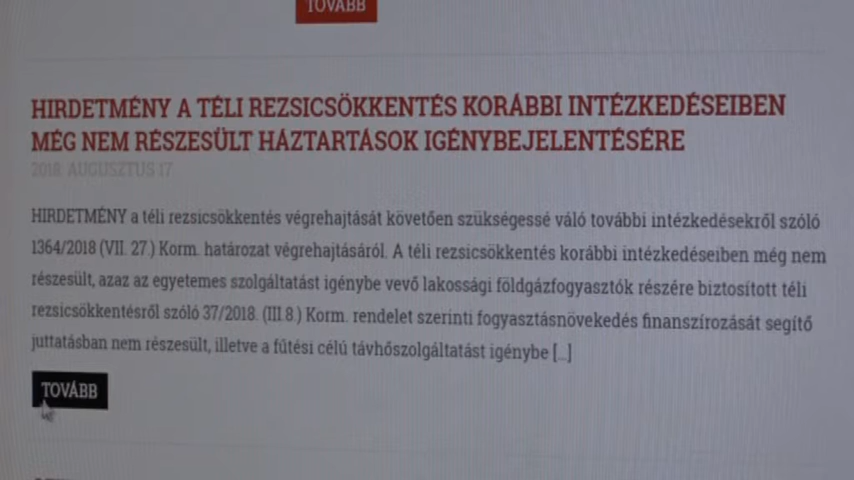 TOVÁBB
HIRDETMÉNY A TÉLI REZSICSÖKKENTÉS KORÁBBI INTÉZKEDÉSEIBEN
MÉG NEM RÉSZESÜLT HÁZTARTÁSOK IGÉNYBEJELENTÉSÉRE
2018. AUGUSZTUS 17
HIRDETMÉNY a téli rezsicsökkentés végrehajtását követően szükségessé váló további intézkedésekről szóló
1364/2018 (VII. 27.) Korm. határozat végrehajtásáról. A téli rezsicsökkentés korábbi intézkedéseiben még nem
részesült, azaz az egyetemes szolgáltatást igénybe vevő lakossági földgázfogyasztók részére biztosított téli
rezsicsökkentésről szóló 37/2018. (III.8.) Korm. rendelet szerinti fogyasztásnövekedés finanszírozását segítő
juttatásban nem részesült, illetve a fűtési célú távhőszolgáltatást igénybe [...]
TOVÁBB